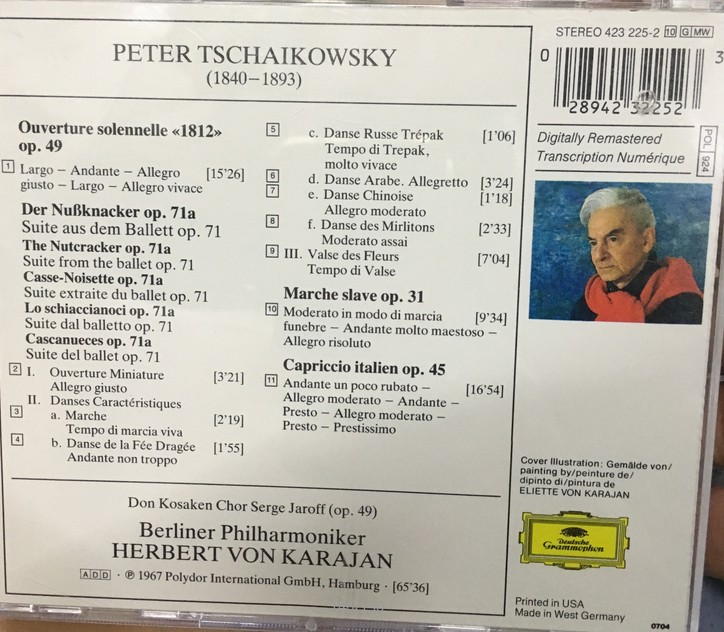 PETER TSCHAIKOWSKY
(1840–1893)
Ouverture solennelle «1812»
op. 49
1 Largo – Andante – Allegro [15'26]
giusto – Largo – Allegro vivace
Der Nußknacker op. 71a
Suite aus dem Ballett op. 71
The Nutcracker op. 71a
Suite from the ballet op. 71
Casse-Noisette op. 71a
Suite extraite du ballet op. 71
Lo schiaccianoci op. 71a
Suite dal balletto op. 71
Cascanueces op. 71a
Suite del ballet op. 71
2 I. Ouverture Miniature [3'21]
Allegro giusto
II. Danses Caractéristiques
3 a. Marche [2'19]
Tempo di marcia viva
4 b. Danse de la Fée Dragée [1'55]
Andante non troppo
5 c. Danse Russe Trépak [1'06]
Tempo di Trepak,
molto vivace
6 d. Danse Arabe. Allegretto [3'24]
7 e. Danse Chinoise [1'18]
Allegro moderato
8 f. Danse des Mirlitons [2'33]
Moderato assai
9 III. Valse des Fleurs [7'04]
Tempo di Valse
Marche slave op. 31
10 Moderato in modo di marcia [9'34]
funebre – Andante molto maestoso –
Allegro risoluto
Capriccio italien op. 45
11 Andante un poco rubato – [16'54]
Allegro moderato – Andante –
Presto – Allegro moderato –
Presto – Prestissimo
Don Kosaken Chor Serge Jaroff (op. 49)
Berliner Philharmoniker
HERBERT VON KARAJAN
ADD · ℗ 1967 Polydor International GmbH, Hamburg · [65'36]
STEREO 423 225-2 10 G MW
0 28942 32252 3
Digitally Remastered
Transcription Numérique
POL 924
Cover Illustration: Gemälde von/
painting by/peinture de/
dipinto di/pintura de
ELIETTE VON KARAJAN
Deutsche
Grammophon
Printed in USA
Made in West Germany
0704